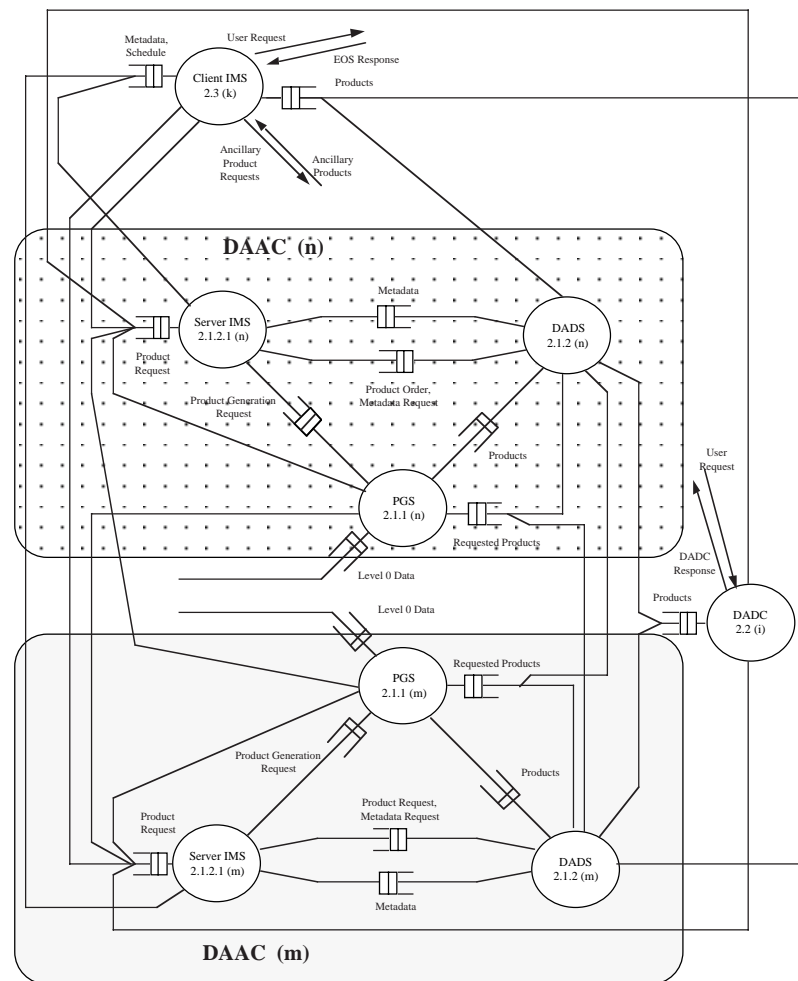 User Request
Metadata,
Schedule
EOS Response
Client IMS
2.3 (k)
Products
Ancillary
Product
Requests
Ancillary
Products
DAAC (n)
Metadata
Server IMS
2.1.2.1 (n)
DADS
2.1.2 (n)
Product
Request
Product Order,
Metadata Request
Product Generation
Request
Products
User
Request
PGS
2.1.1 (n)
Requested Products
DADC
Response
Level 0 Data
Products
Level 0 Data
DADC
2.2 (i)
PGS
2.1.1 (m)
Requested Products
Product Generation
Request
Products
Product Request,
Metadata Request
Product
Request
Server IMS
2.1.2.1 (m)
DADS
2.1.2 (m)
Metadata
DAAC (m)